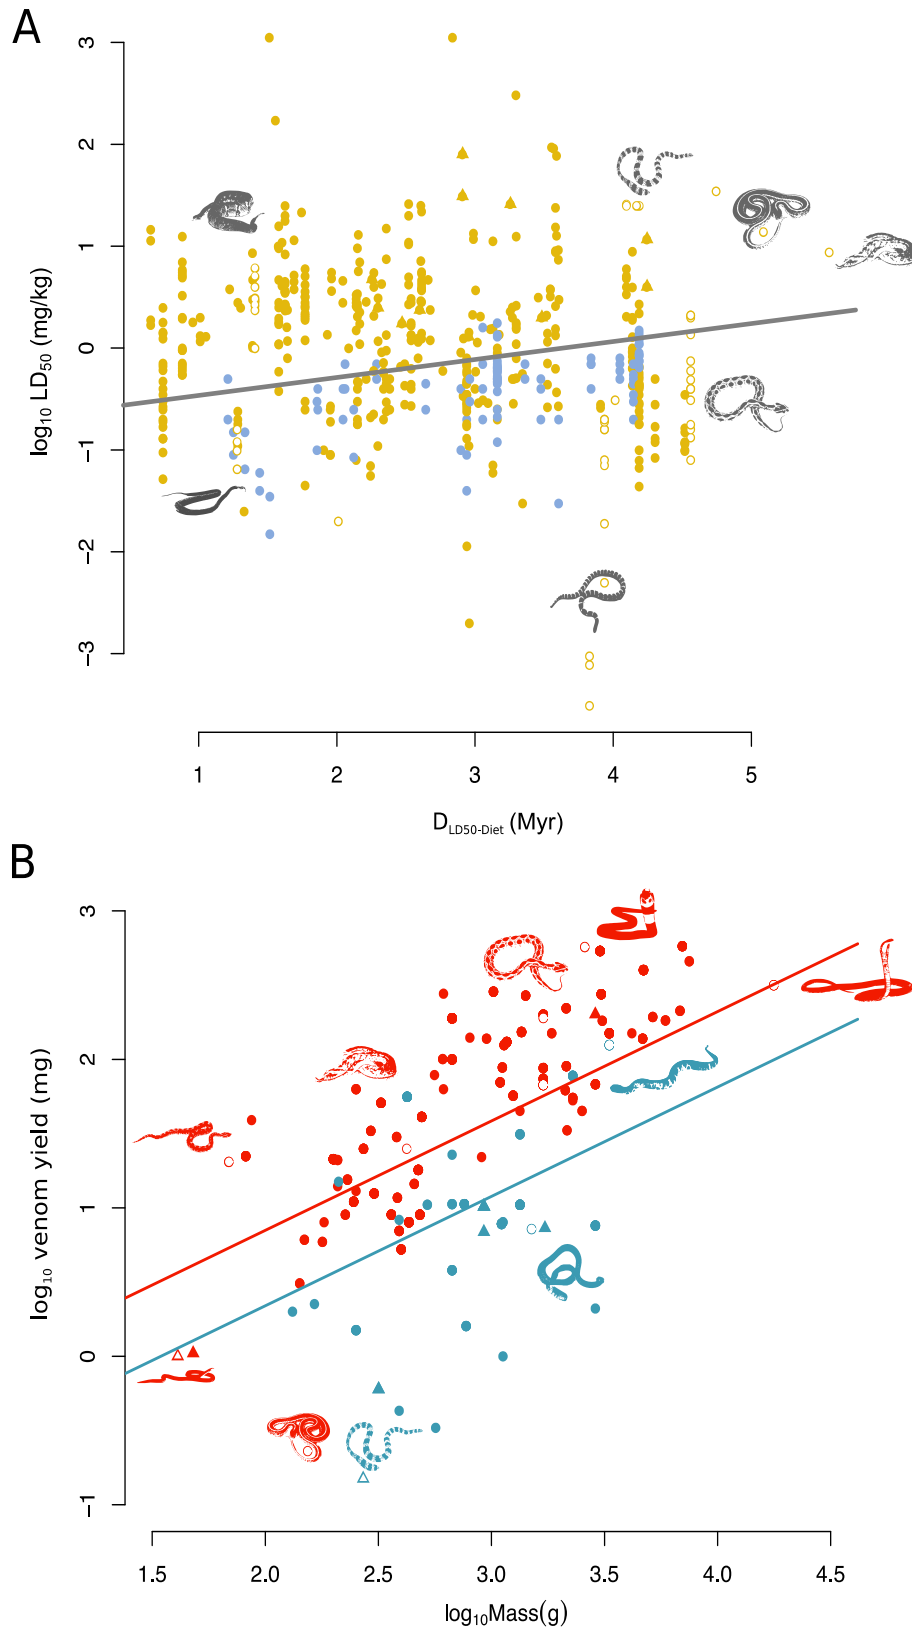 A
log10 LD50 (mg/kg)
3
2
1
0
−1
−2
−3
1 2 3 4 5
DLD50-Diet (Myr)
B
log10 venom yield (mg)
3
2
1
0
−1
1.5 2.0 2.5 3.0 3.5 4.0 4.5
log10Mass(g)